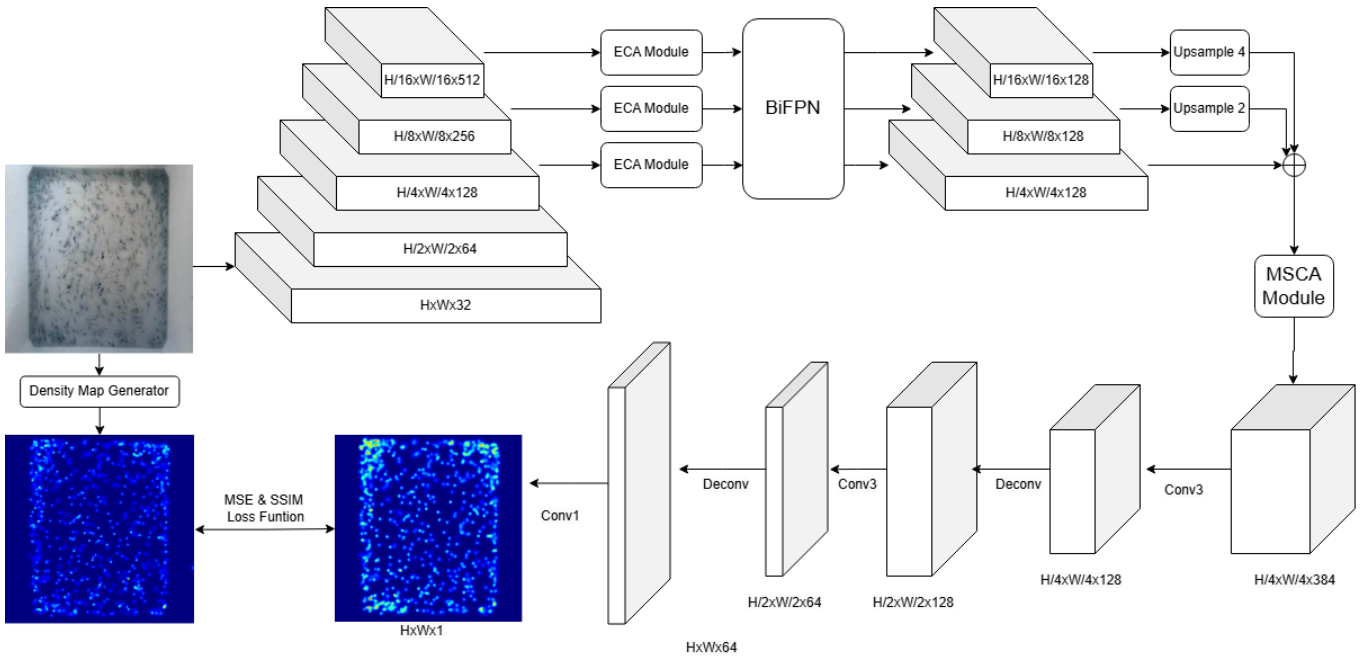 H/16xW/16x512
H/8xW/8x256
H/4xW/4x128
H/2xW/2x64
HxWx32
ECA Module
ECA Module
ECA Module
BiFPN
H/16xW/16x128
H/8xW/8x128
H/4xW/4x128
Upsample 4
Upsample 2
MSCA
Module
Density Map Generator
MSE & SSIM
Loss Funtion
HxWx1
Conv1
HxWx64
Deconv
H/2xW/2x64
Conv3
H/2xW/2x128
Deconv
H/4xW/4x128
Conv3
H/4xW/4x384